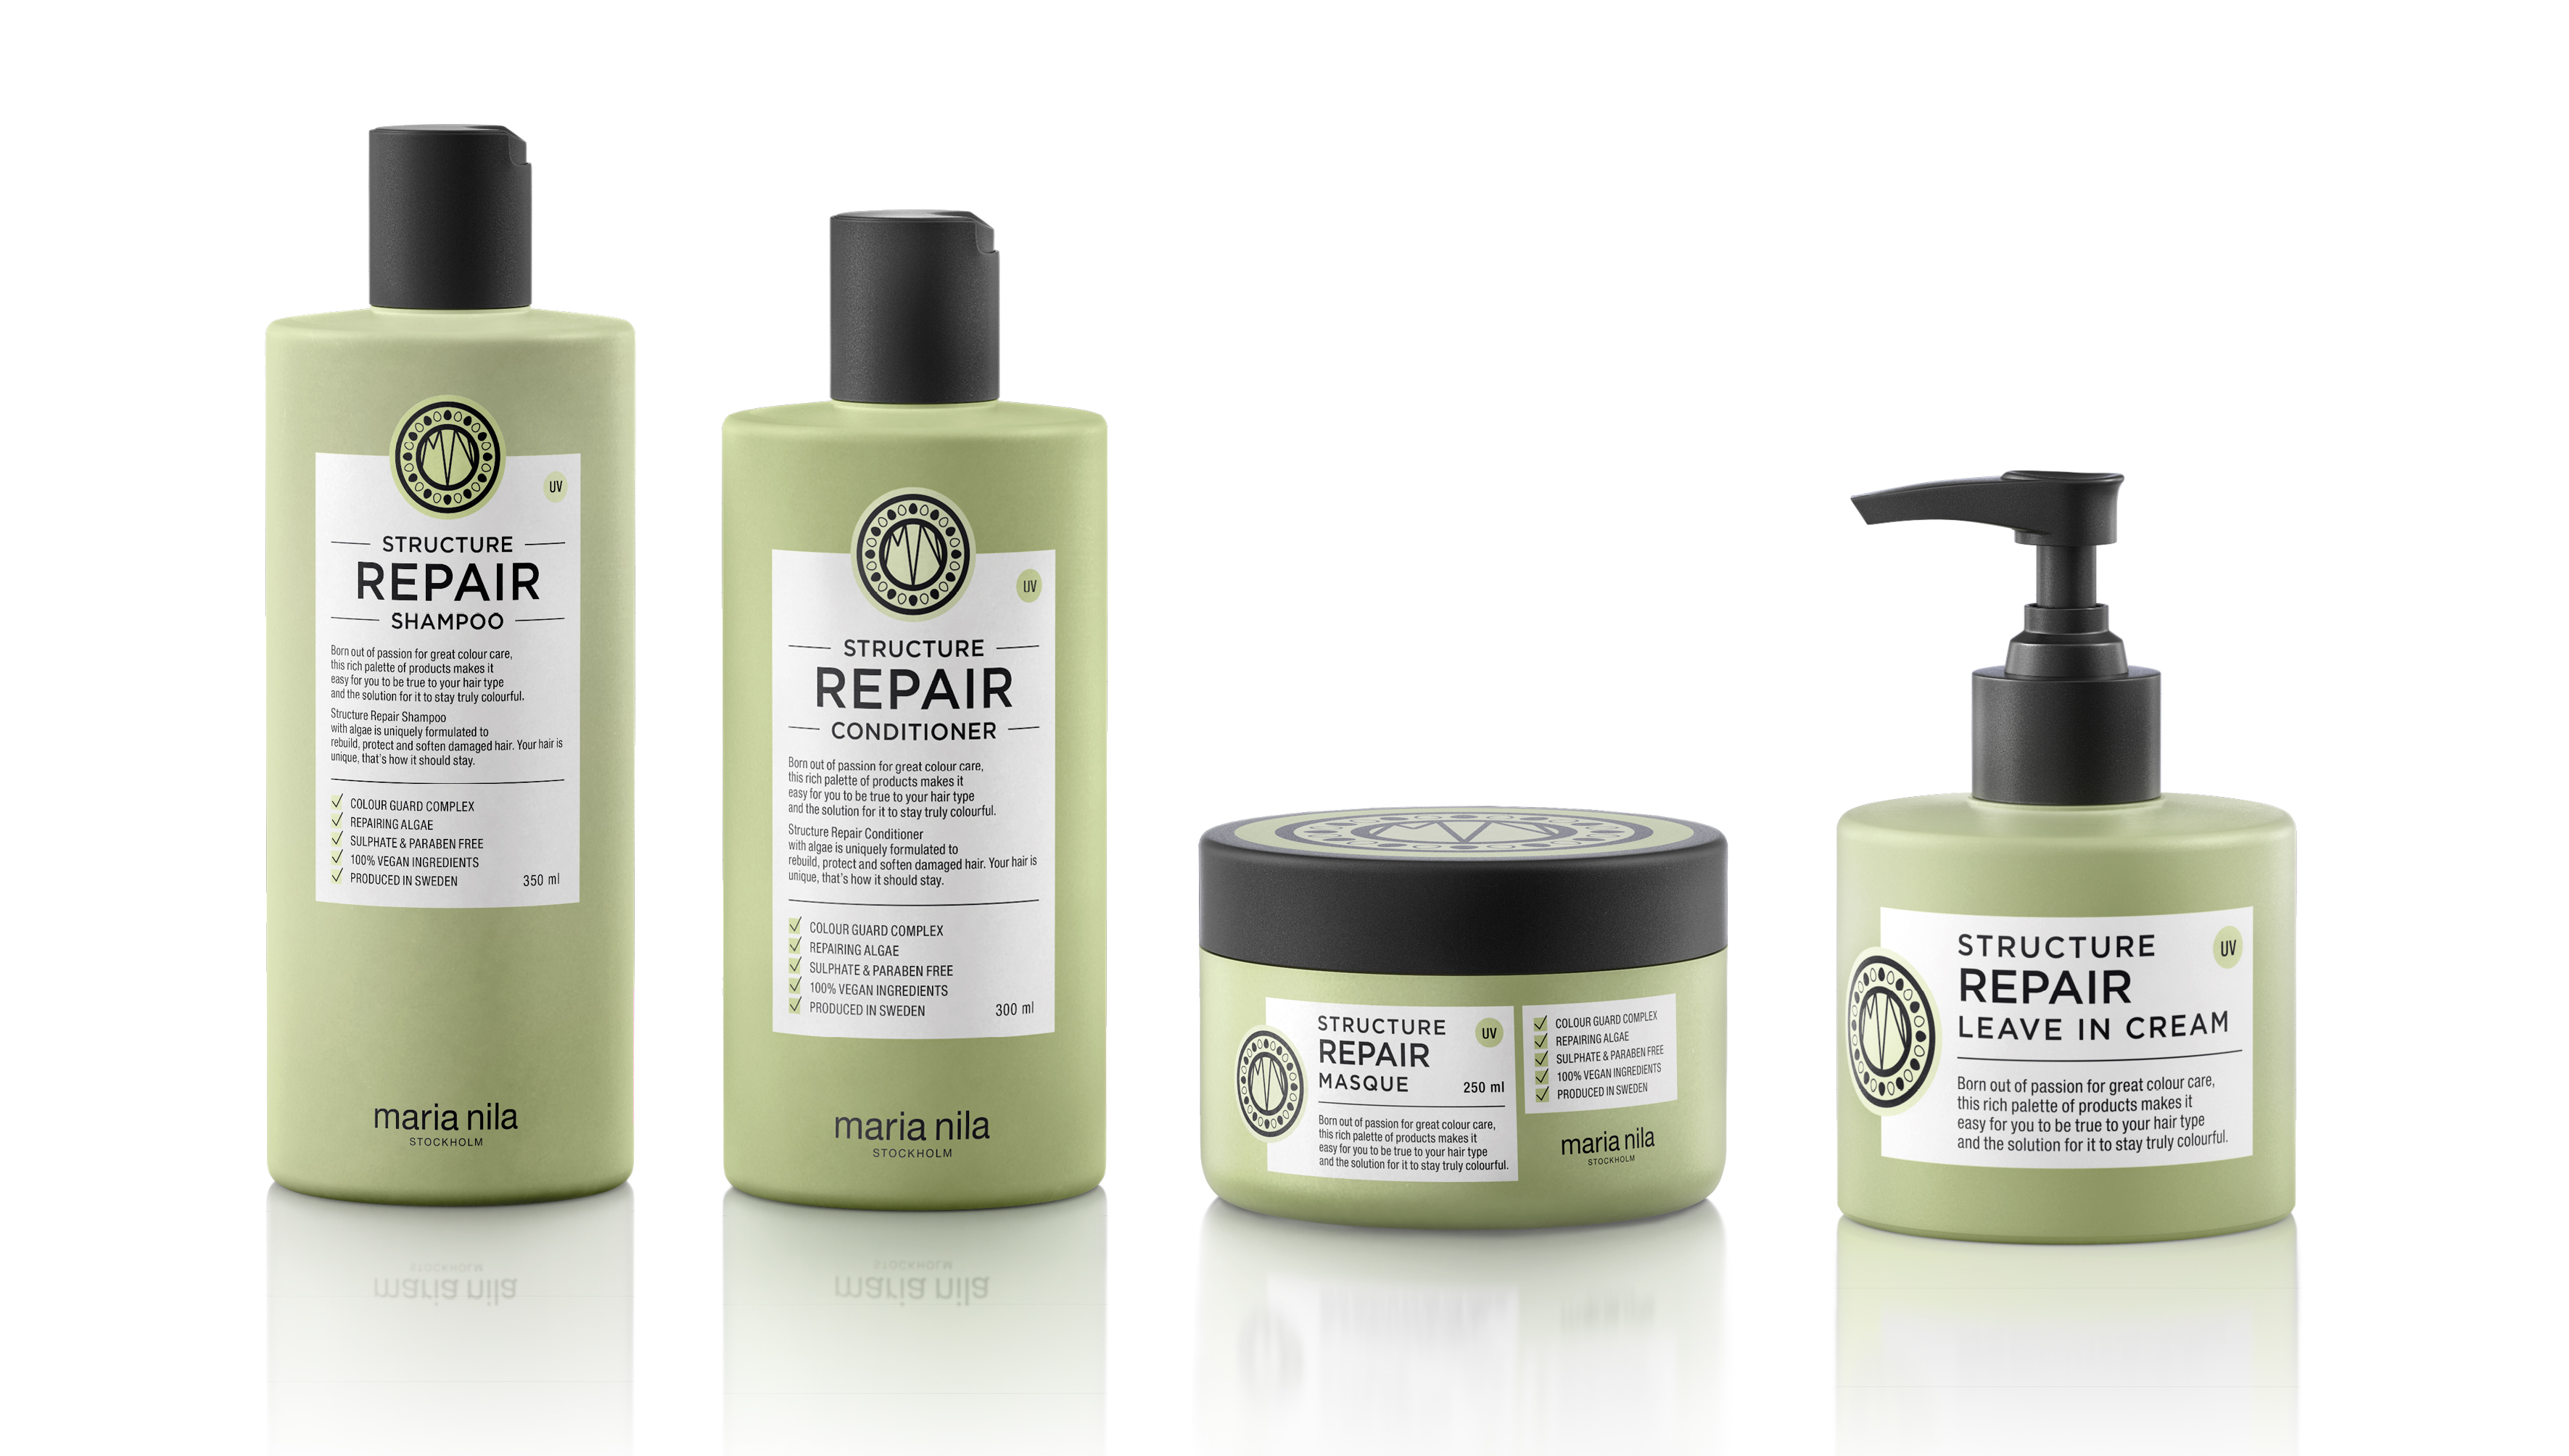 UV
STRUCTURE
REPAIR
SHAMPOO
Born out of passion for great colour care,
this rich palette of products makes it
easy for you to be true to your hair type
and the solution for it to stay truly colourful.
Structure Repair Shampoo
with algae is uniquely formulated to
rebuild, protect and soften damaged hair. Your hair is
unique, that's how it should stay.
COLOUR GUARD COMPLEX
REPAIRING ALGAE
SULPHATE & PARABEN FREE
100% VEGAN INGREDIENTS
PRODUCED IN SWEDEN
350 ml
maria nila
STOCKHOLM
UV
STRUCTURE
REPAIR
CONDITIONER
Born out of passion for great colour care,
this rich palette of products makes it
easy for you to be true to your hair type
and the solution for it to stay truly colourful.
Structure Repair Conditioner
with algae is uniquely formulated to
rebuild, protect and soften damaged hair. Your hair is
unique, that's how it should stay.
COLOUR GUARD COMPLEX
REPAIRING ALGAE
SULPHATE & PARABEN FREE
100% VEGAN INGREDIENTS
PRODUCED IN SWEDEN
300 ml
maria nila
STOCKHOLM
STRUCTURE
UV
REPAIR
MASQUE
250 ml
Born out of passion for great colour care,
this rich palette of products makes it
easy for you to be true to your hair type
and the solution for it to stay truly colourful.
COLOUR GUARD COMPLEX
REPAIRING ALGAE
SULPHATE & PARABEN FREE
100% VEGAN INGREDIENTS
PRODUCED IN SWEDEN
maria nila
STOCKHOLM
STRUCTURE
UV
REPAIR
LEAVE IN CREAM
Born out of passion for great colour care,
this rich palette of products makes it
easy for you to be true to your hair type
and the solution for it to stay truly colourful.